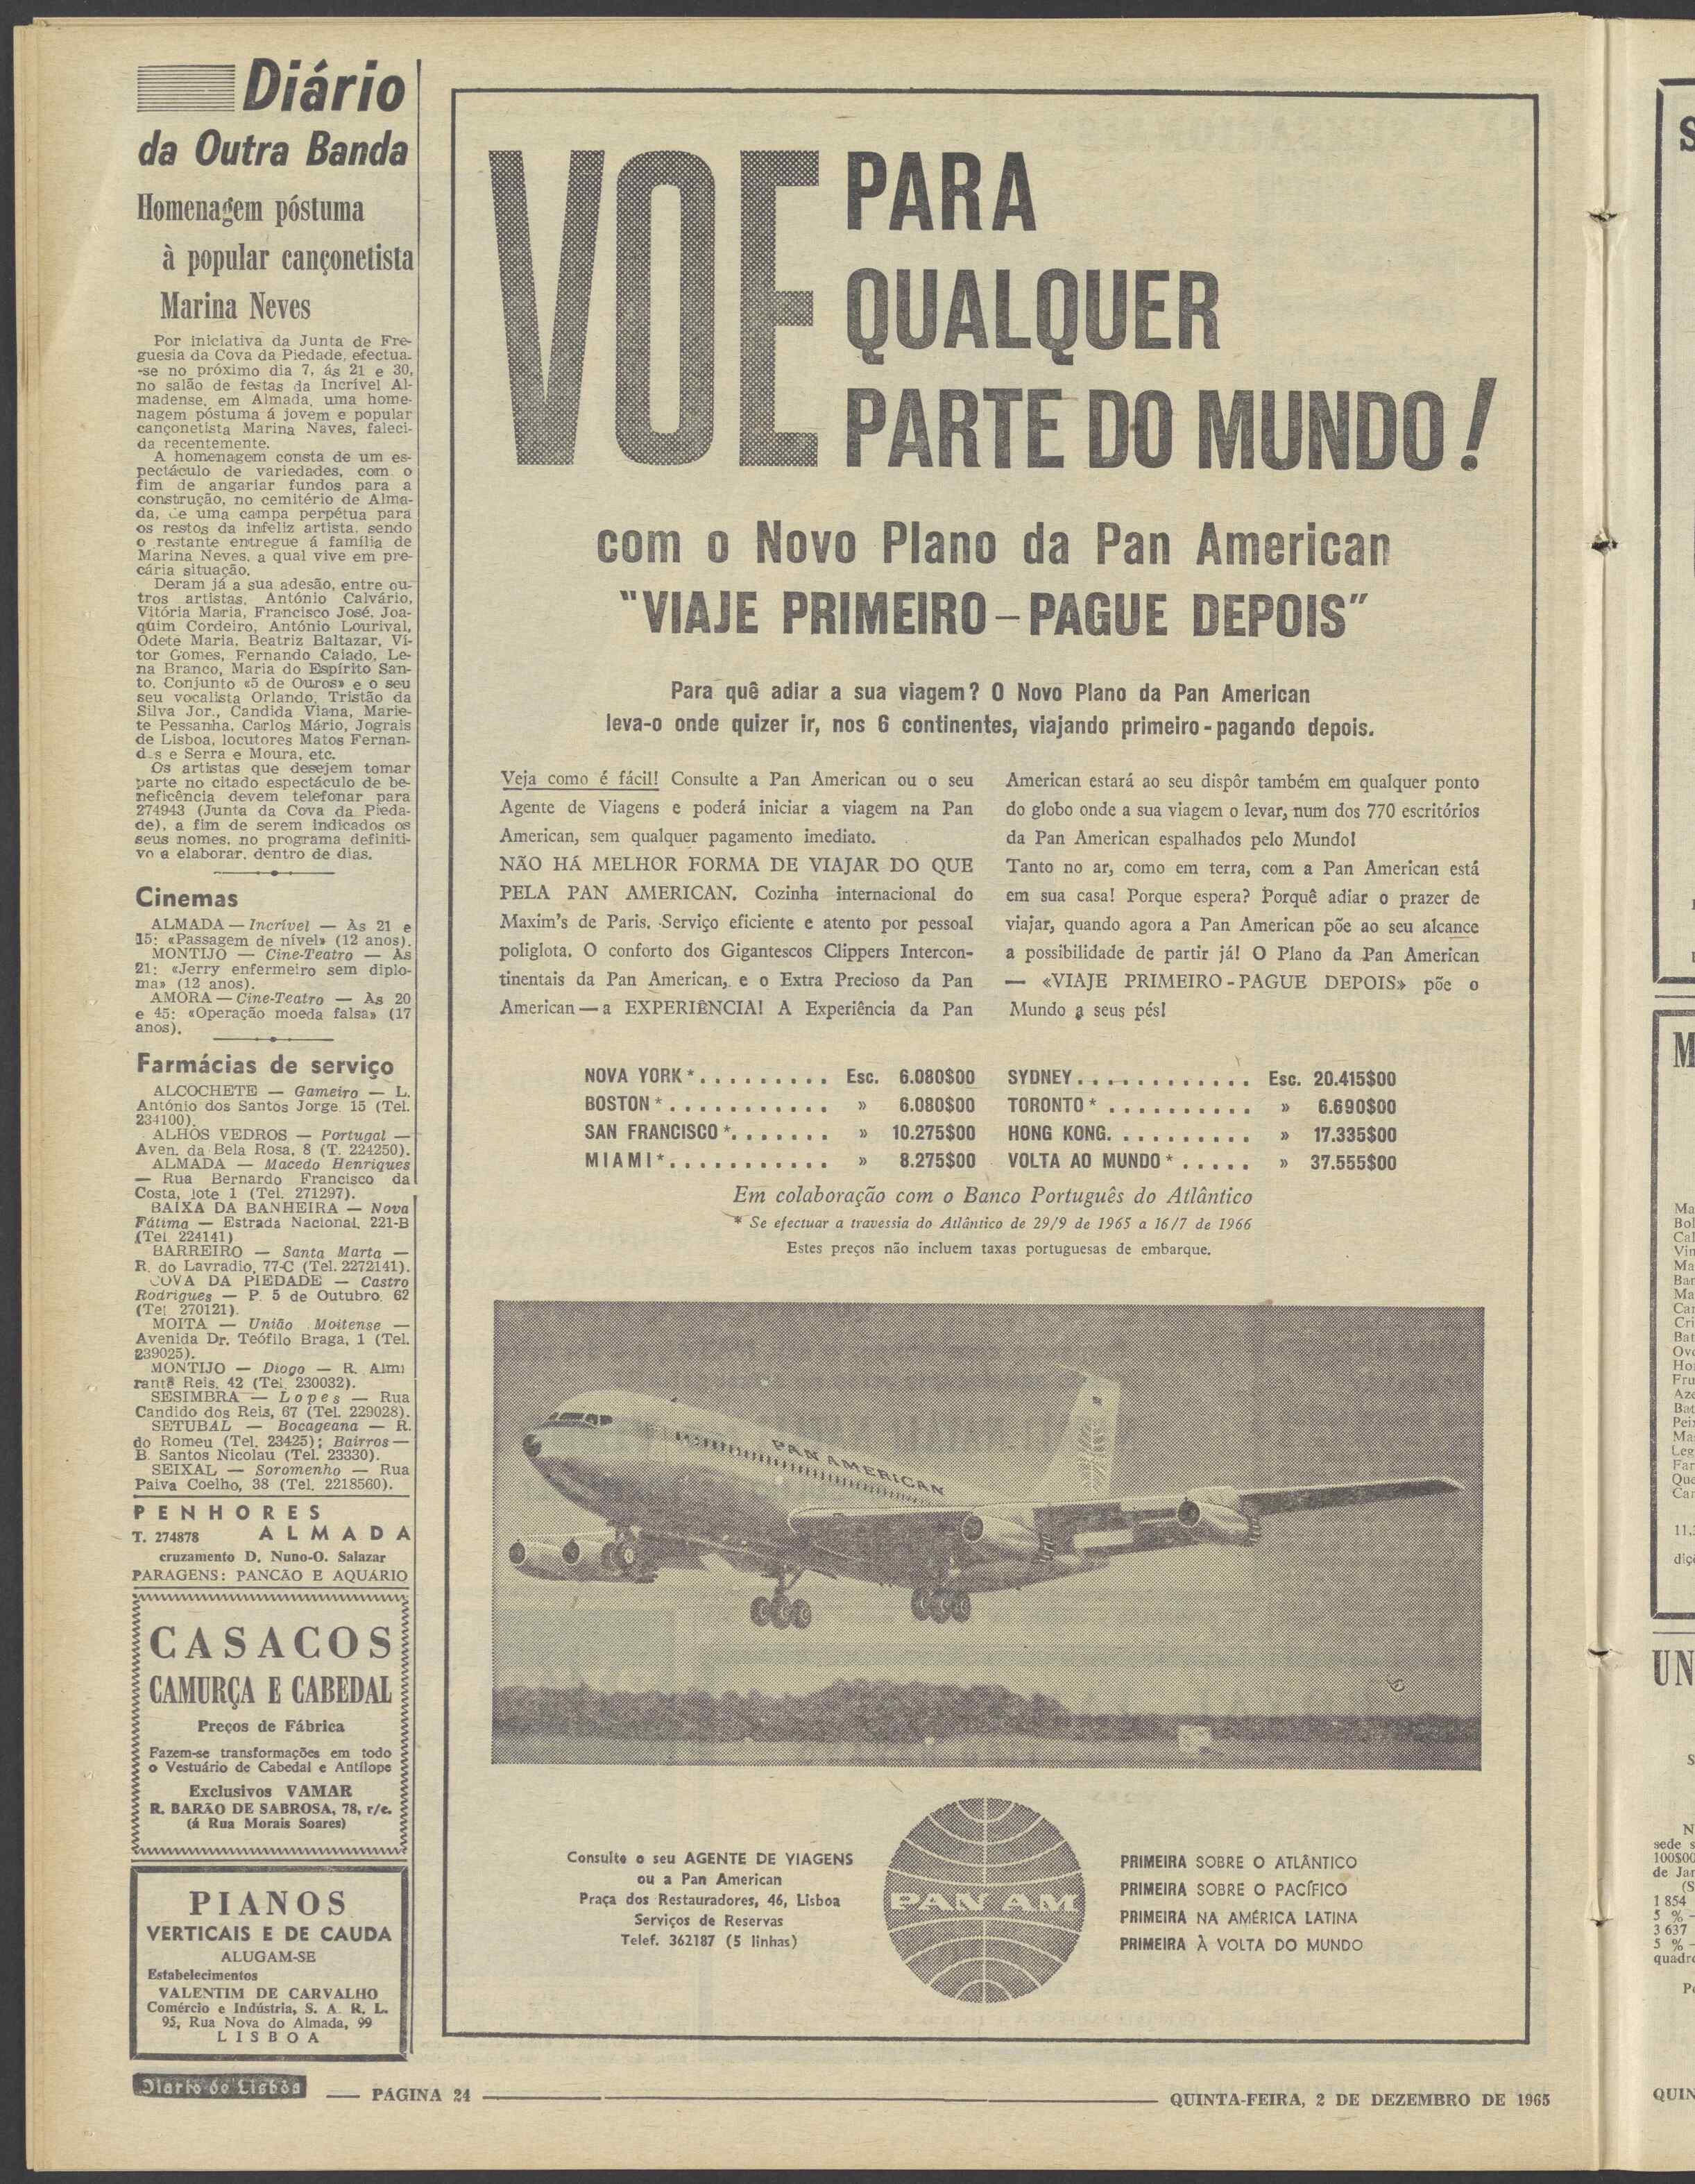 Diário
da Outra Banda
Homenagem póstuma
à popular cançonetista
Marina Neves
Por iniciativa da Junta de Fre-
guesia da Cova da Piedade, efectua-
-se no próximo dia 7, ás 21 e 30,
no salão de festas da Incrível Al-
madense, em Almada, uma home-
nagem póstuma á jovem e popular
cançonetista Marina Naves, faleci-
da recentemente.
A homenagem consta de um es-
pectáculo de variedades, com o
fim de angariar fundos para a
construção, no cemitério de Alma-
da, de uma campa perpétua para
os restos da infeliz artista, sendo
o restante entregue á família de
Marina Neves, a qual vive em pre-
cária situação.
Deram já a sua adesão, entre ou-
tros artistas, António Calvário,
Vitória Maria, Francisco José, Joa-
quim Cordeiro, António Lourival,
Odete Maria, Beatriz Baltazar, Ví-
tor Gomes, Fernando Caiado, Le-
na Branco, Maria do Espírito San-
to, Conjunto «5 de Ouros» e o seu
seu vocalista Orlando, Tristão da
Silva Jor., Candida Viana, Marie-
te Pessanha, Carlos Mário, Jograis
de Lisboa, locutores Matos Fernan-
d_s e Serra e Moura, etc.
Os artistas que desejem tomar
parte no citado espectáculo de be-
neficência devem telefonar para
274943 (Junta da Cova da Pieda-
de), a fim de serem indicados os
seus nomes, no programa definiti-
vo a elaborar, dentro de dias.
Cinemas
ALMADA — Incrível — Às 21 e
15: «Passagem de nível» (12 anos).
MONTIJO — Cine-Teatro — Às
21: «Jerry enfermeiro sem diplo-
ma» (12 anos).
AMORA — Cine-Teatro — Às 20
e 45: «Operação moeda falsa» (17
anos).
Farmácias de serviço
ALCOCHETE — Gameiro — L.
António dos Santos Jorge 15 (Tel.
234100).
ALHOS VEDROS — Portugal —
Aven. da Bela Rosa, 8 (T. 224250).
ALMADA — Macedo Henriques
— Rua Bernardo Francisco da
Costa, lote 1 (Tel. 271297).
BAIXA DA BANHEIRA — Nova
Fátima — Estrada Nacional, 221-B
(Tel 224141)
BARREIRO — Santa Marta —
R. do Lavradio, 77-C (Tel. 2272141).
COVA DA PIEDADE — Castro
Rodrigues — P. 5 de Outubro, 62
(Tel 270121).
MOITA — União Moitense —
Avenida Dr. Teófilo Braga, 1 (Tel.
239025).
MONTIJO — Diogo — R. Almi
rante Reis, 42 (Tel. 230032).
SESIMBRA — Lopes — Rua
Candido dos Reis, 67 (Tel. 229028).
SETUBAL — Bocageana — R.
do Romeu (Tel. 23425); Bairros —
B. Santos Nicolau (Tel. 23330).
SEIXAL — Soromenho — Rua
Paiva Coelho, 38 (Tel. 2218560).
PENHORES
T. 274878 ALMADA
cruzamento D. Nuno-O. Salazar
PARAGENS: PANCÃO E AQUÁRIO
CASACOS
CAMURÇA E CABEDAL
Preços de Fábrica
Fazem-se transformações em todo
o Vestuário de Cabedal e Antílope
Exclusivos VAMAR
R. BARÃO DE SABROSA, 78, r/c.
(á Rua Morais Soares)
PIANOS
VERTICAIS E DE CAUDA
ALUGAM-SE
Estabelecimentos
VALENTIM DE CARVALHO
Comércio e Indústria, S. A. R. L.
95, Rua Nova do Almada, 99
LISBOA
VOE PARA
QUALQUER
PARTE DO MUNDO!
com o Novo Plano da Pan American
"VIAJE PRIMEIRO – PAGUE DEPOIS"
Para quê adiar a sua viagem? O Novo Plano da Pan American
leva-o onde quizer ir, nos 6 continentes, viajando primeiro - pagando depois.
Veja como é fácil! Consulte a Pan American ou o seu
Agente de Viagens e poderá iniciar a viagem na Pan
American, sem qualquer pagamento imediato.
NÃO HÁ MELHOR FORMA DE VIAJAR DO QUE
PELA PAN AMERICAN. Cozinha internacional do
Maxim's de Paris. Serviço eficiente e atento por pessoal
poliglota. O conforto dos Gigantescos Clippers Intercon-
tinentais da Pan American, e o Extra Precioso da Pan
American — a EXPERIÊNCIA! A Experiência da Pan
American estará ao seu dispôr também em qualquer ponto
do globo onde a sua viagem o levar, num dos 770 escritórios
da Pan American espalhados pelo Mundo!
Tanto no ar, como em terra, com a Pan American está
em sua casa! Porque espera? Porquê adiar o prazer de
viajar, quando agora a Pan American põe ao seu alcance
a possibilidade de partir já! O Plano da Pan American
— «VIAJE PRIMEIRO - PAGUE DEPOIS» põe o
Mundo a seus pés!
NOVA YORK * . . . . . . . . . Esc. 6.080$00
BOSTON * . . . . . . . . . . . » 6.080$00
SAN FRANCISCO * . . . . . . . » 10.275$00
MIAMI * . . . . . . . . . . . » 8.275$00
SYDNEY . . . . . . . . . . . . Esc. 20.415$00
TORONTO * . . . . . . . . . . » 6.690$00
HONG KONG. . . . . . . . . . » 17.335$00
VOLTA AO MUNDO * . . . . . » 37.555$00
Em colaboração com o Banco Português do Atlântico
* Se efectuar a travessia do Atlântico de 29/9 de 1965 a 16/7 de 1966
Estes preços não incluem taxas portuguesas de embarque.
PAN AMERICAN
Consulte o seu AGENTE DE VIAGENS
ou a Pan American
Praça dos Restauradores, 46, Lisboa
Serviços de Reservas
Telef. 362187 (5 linhas)
PAN AM
PRIMEIRA SOBRE O ATLÂNTICO
PRIMEIRA SOBRE O PACÍFICO
PRIMEIRA NA AMÉRICA LATINA
PRIMEIRA À VOLTA DO MUNDO
Diario de Lisbôa — PÁGINA 24 — QUINTA-FEIRA, 2 DE DEZEMBRO DE 1965